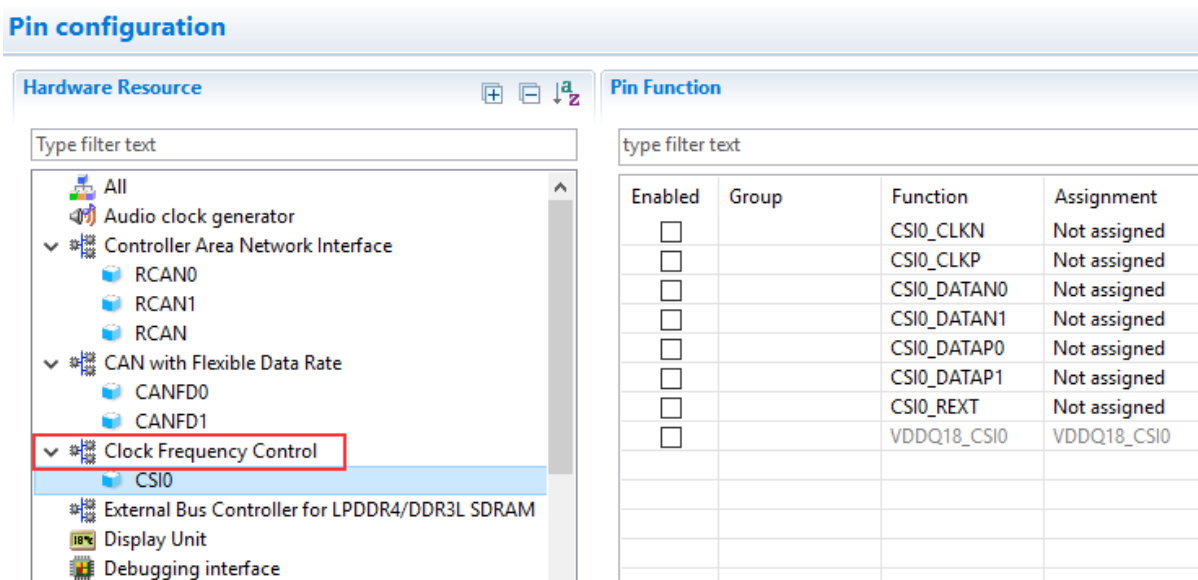 Pin configuration
Hardware Resource
Type filter text
All
Audio clock generator
Controller Area Network Interface
RCAN0
RCAN1
RCAN
CAN with Flexible Data Rate
CANFD0
CANFD1
Clock Frequency Control
CSI0
External Bus Controller for LPDDR4/DDR3L SDRAM
Display Unit
Debugging interface
Pin Function
type filter text
Enabled Group Function Assignment
CSI0_CLKN Not assigned
CSI0_CLKP Not assigned
CSI0_DATAN0 Not assigned
CSI0_DATAN1 Not assigned
CSI0_DATAP0 Not assigned
CSI0_DATAP1 Not assigned
CSI0_REXT Not assigned
VDDQ18_CSI0 VDDQ18_CSI0